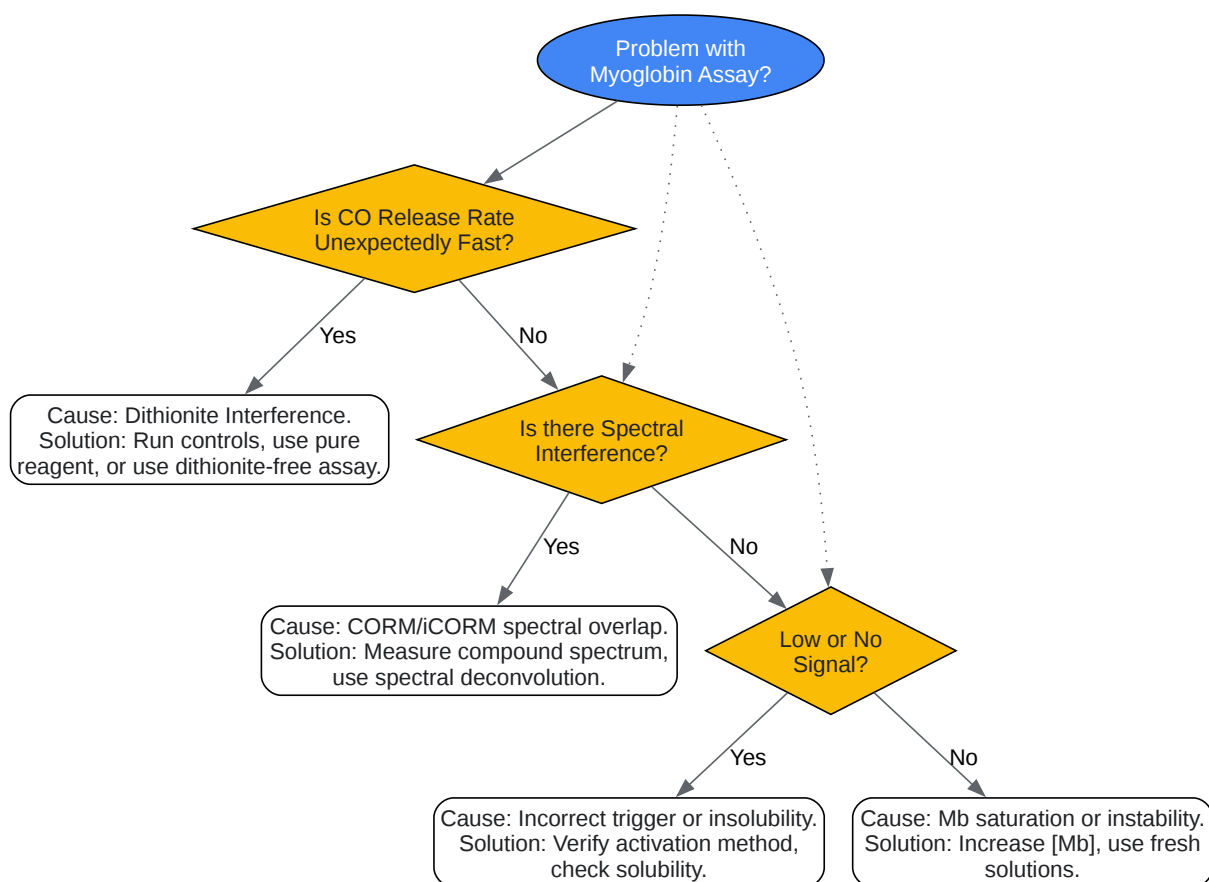 Problem with
Myoglobin Assay?
Is CO Release Rate
Unexpectedly Fast?
Yes
No
Cause: Dithionite Interference.
Solution: Run controls, use pure
reagent, or use dithionite-free assay.
Is there Spectral
Interference?
Yes
No
Cause: CORM/iCORM spectral overlap.
Solution: Measure compound spectrum,
use spectral deconvolution.
Low or No
Signal?
Yes
No
Cause: Incorrect trigger or insolubility.
Solution: Verify activation method,
check solubility.
Cause: Mb saturation or instability.
Solution: Increase [Mb], use fresh
solutions.